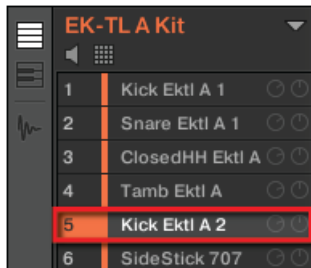 EK-TL A Kit
1 Kick Ektl A 1
2 Snare Ektl A 1
3 ClosedHH Ektl A
4 Tamb Ektl A
5 Kick Ektl A 2
6 SideStick 707